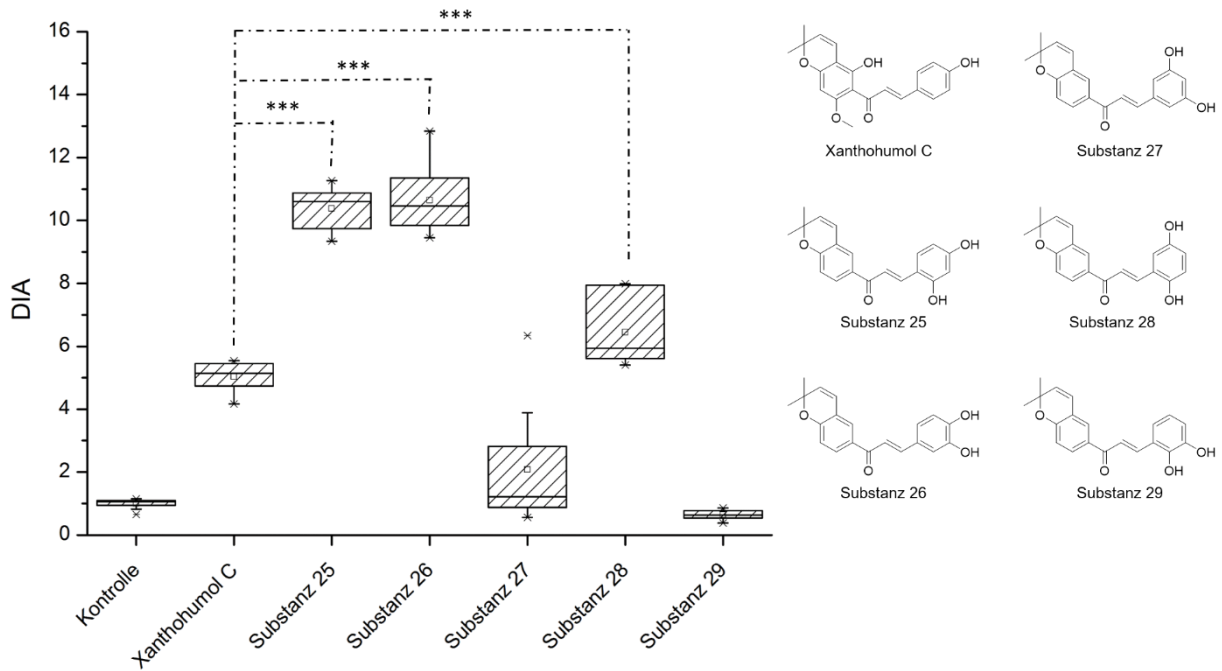 16
14
12
10
8
6
4
2
0
DIA
***
***
***
Kontrolle
Xanthohumol C
Substanz 25
Substanz 26
Substanz 27
Substanz 28
Substanz 29
O
OH
O
O
OH
Xanthohumol C
O
O
OH
OH
Substanz 27
O
O
OH
OH
Substanz 25
O
O
OH
OH
Substanz 28
O
O
OH
OH
Substanz 26
O
O
OH
OH
Substanz 29